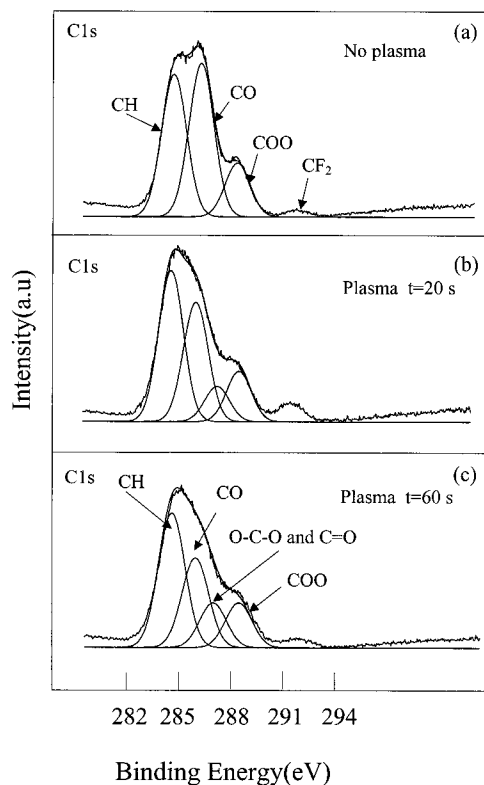 C1s
(a)
No plasma
CH
CO
COO
CF2
C1s
(b)
Plasma t=20 s
C1s
(c)
CH
Plasma t=60 s
CO
O-C-O and C=O
COO
Intensity(a.u)
282 285 288 291 294
Binding Energy(eV)